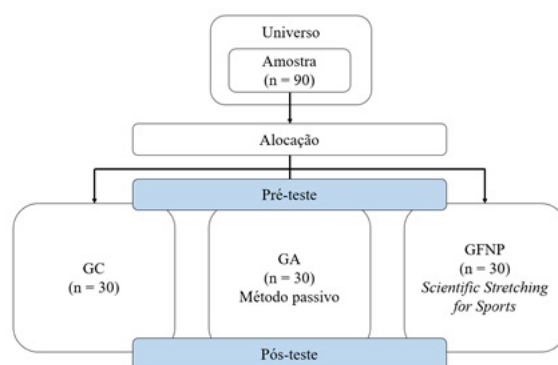 Universo
Amostra
(n = 90)
Alocação
Pré-teste
GC
(n = 30)
GA
(n = 30)
Método passivo
GFNP
(n = 30)
Scientific Stretching
for Sports
Pós-teste